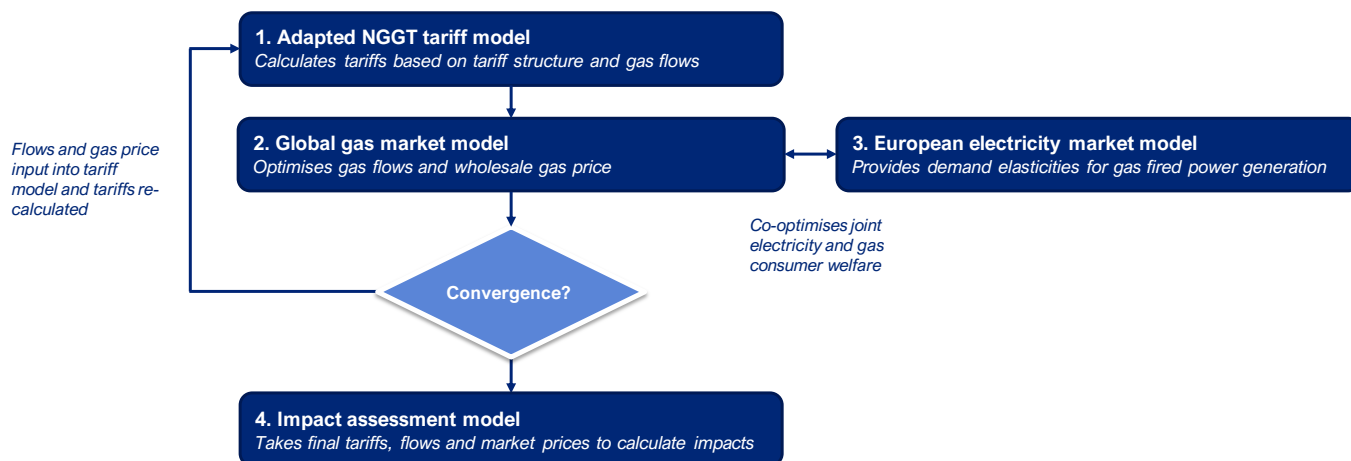 1. Adapted NGGT tariff model
Calculates tariffs based on tariff structure and gas flows
Flows and gas price
input into tariff
model and tariffs re-
calculated
2. Global gas market model
Optimises gas flows and wholesale gas price
3. European electricity market model
Provides demand elasticities for gas fired power generation
Co-optimises joint
electricity and gas
consumer welfare
Convergence?
4. Impact assessment model
Takes final tariffs, flows and market prices to calculate impacts